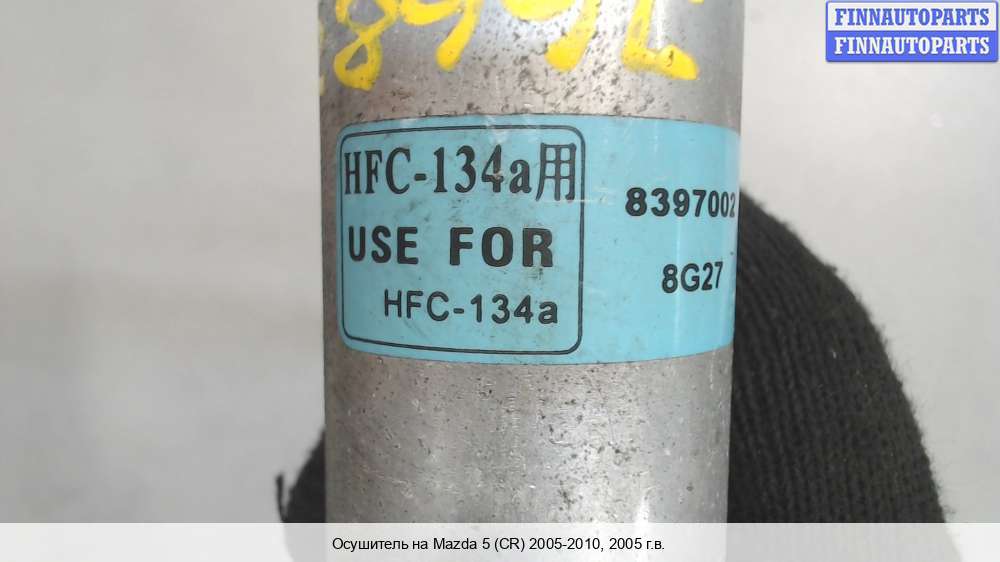 FINNAUTOPARTS
FINNAUTOPARTS
HFC-134a用
USE FOR
HFC-134a
8397002
8G27
Осушитель на Mazda 5 (CR) 2005-2010, 2005 г.в.